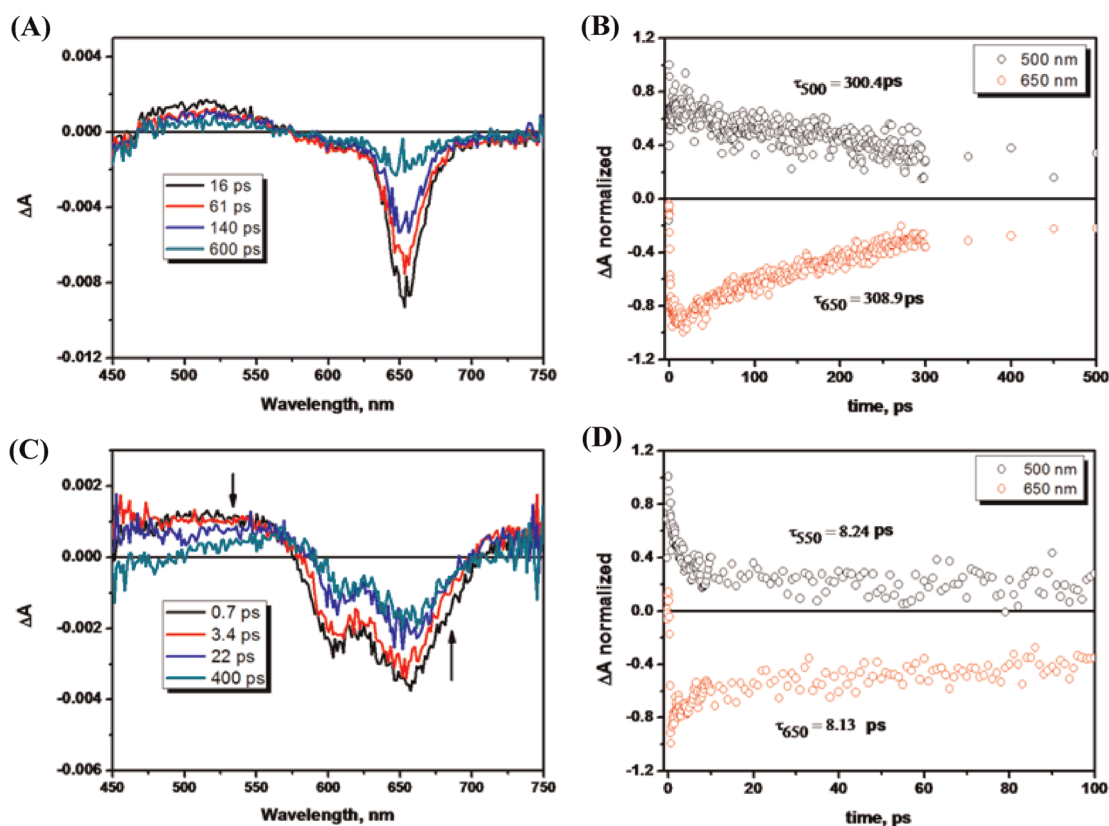 (A)
0.004
0.000
-0.004
-0.008
-0.012
ΔA
16 ps
61 ps
140 ps
600 ps
450 500 550 600 650 700 750
Wavelength, nm
(B)
1.2
0.8
0.4
0.0
-0.4
-0.8
-1.2
ΔA normalized
500 nm
650 nm
τ500 = 300.4 ps
τ650 = 308.9 ps
0 100 200 300 400 500
time, ps
(C)
0.002
0.000
-0.002
-0.004
-0.006
ΔA
0.7 ps
3.4 ps
22 ps
400 ps
450 500 550 600 650 700 750
Wavelength, nm
(D)
1.2
0.8
0.4
0.0
-0.4
-0.8
-1.2
ΔA normalized
500 nm
650 nm
τ550 = 8.24 ps
τ650 = 8.13 ps
0 20 40 60 80 100
time, ps